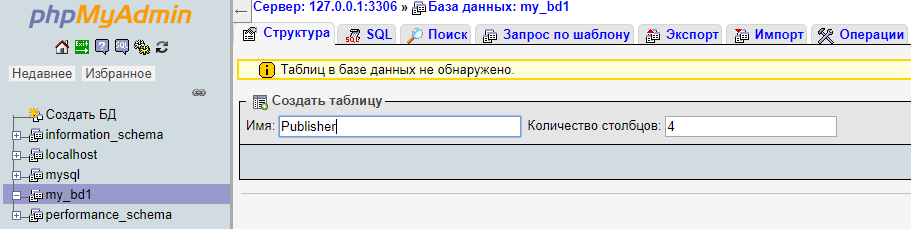 phpMyAdmin
Недавнее Избранное
Создать БД
information_schema
localhost
mysql
my_bd1
performance_schema
Сервер: 127.0.0.1:3306 » База данных: my_bd1
Структура SQL Поиск Запрос по шаблону Экспорт Импорт Операции
Таблиц в базе данных не обнаружено.
Создать таблицу
Имя: Publisher Количество столбцов: 4